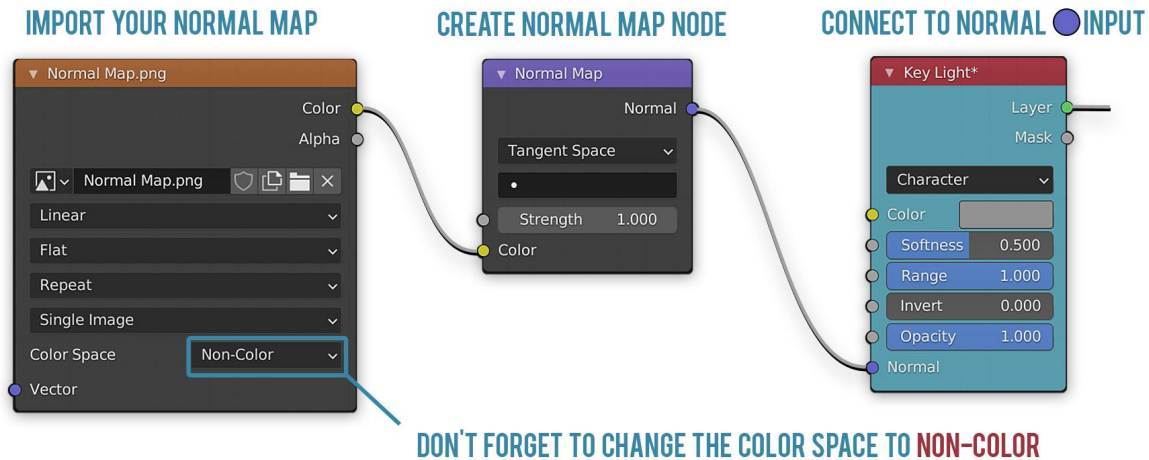 IMPORT YOUR NORMAL MAP
CREATE NORMAL MAP NODE
CONNECT TO NORMAL INPUT
Normal Map.png
Color
Alpha
Normal Map.png
Linear
Flat
Repeat
Single Image
Color Space Non-Color
Vector
Normal Map
Normal
Tangent Space
Strength 1.000
Color
Key Light*
Layer
Mask
Character
Color
Softness 0.500
Range 1.000
Invert 0.000
Opacity 1.000
Normal
DON'T FORGET TO CHANGE THE COLOR SPACE TO NON-COLOR